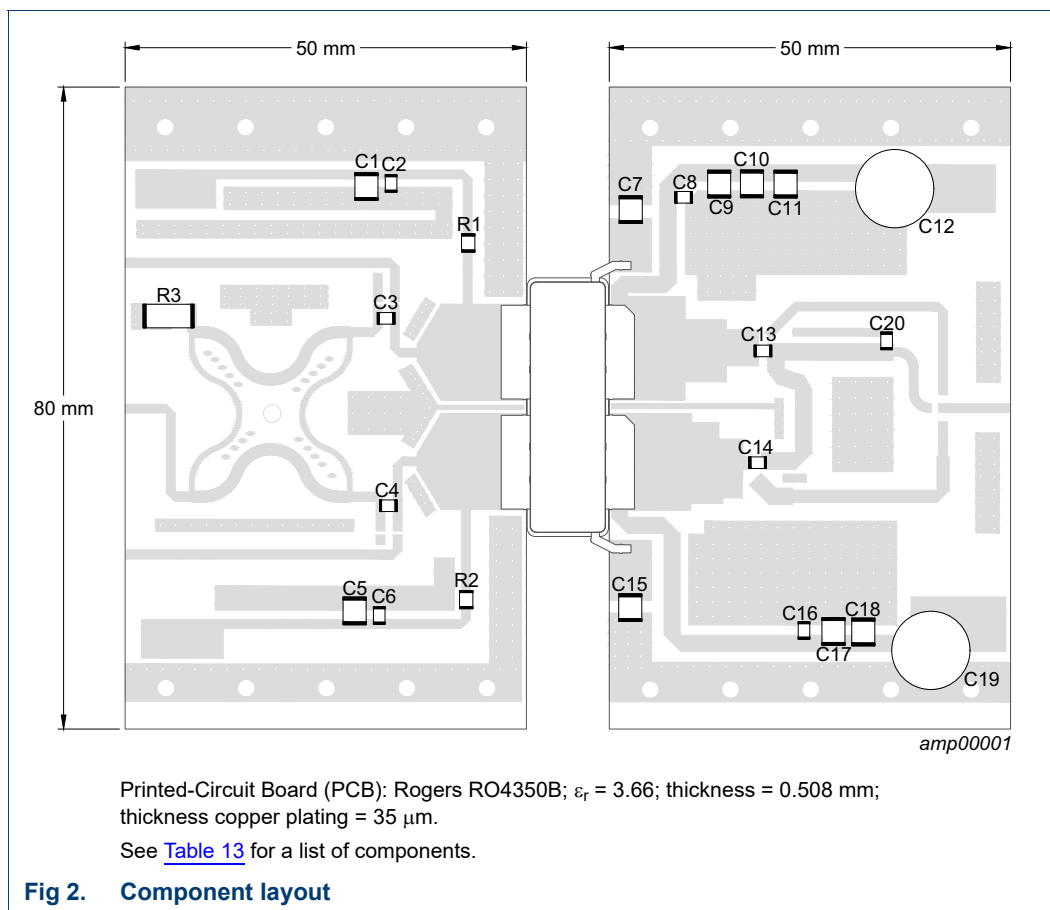 50 mm
50 mm
C1
C2
C10
C8
C7
C9
C11
C12
R1
R3
C3
C13
C20
80 mm
C14
C4
C5
C6
R2
C15
C16
C18
C17
C19
amp00001
Printed-Circuit Board (PCB): Rogers RO4350B; εr = 3.66; thickness = 0.508 mm;
thickness copper plating = 35 μm.
See Table 13 for a list of components.
Fig 2. Component layout